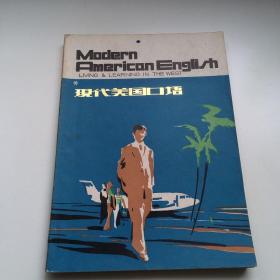 Modern
American English
LIVING & LEARNING IN THE WEST
现代美国口语